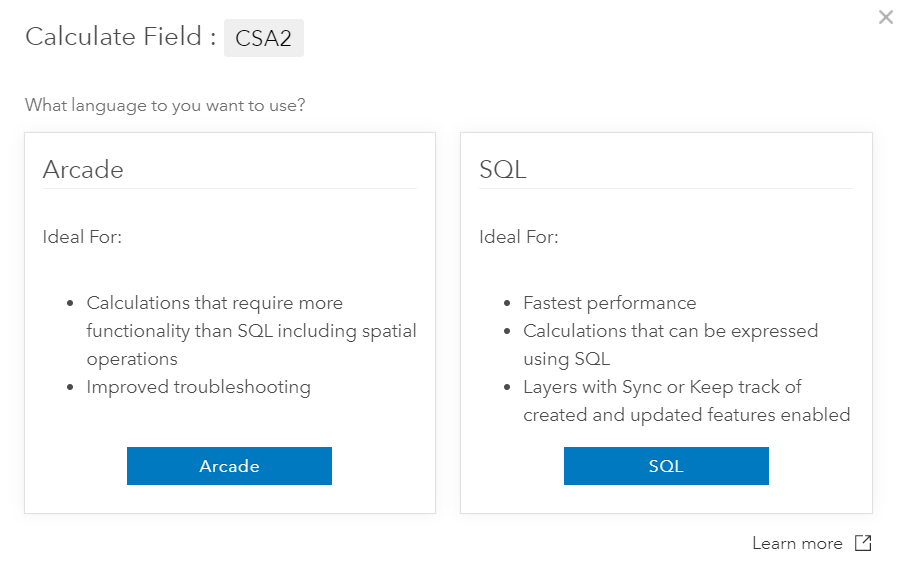 Calculate Field : CSA2
What language to you want to use?
Arcade
Ideal For:
• Calculations that require more
functionality than SQL including spatial
operations
• Improved troubleshooting
Arcade
SQL
Ideal For:
• Fastest performance
• Calculations that can be expressed
using SQL
• Layers with Sync or Keep track of
created and updated features enabled
SQL
Learn more